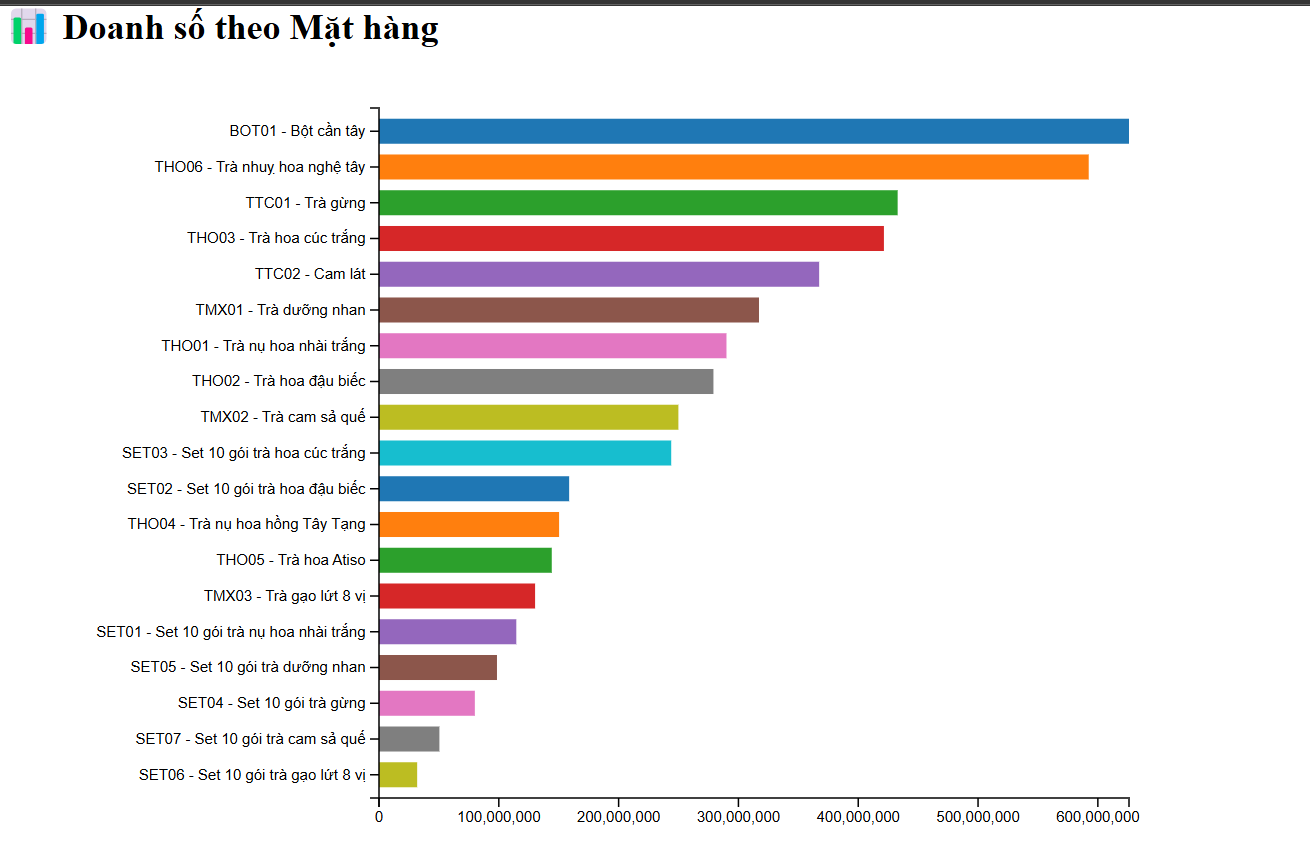 Doanh số theo Mặt hàng
BOT01 - Bột cần tây
THO06 - Trà nhuỵ hoa nghệ tây
TTC01 - Trà gừng
THO03 - Trà hoa cúc trắng
TTC02 - Cam lát
TMX01 - Trà dưỡng nhan
THO01 - Trà nụ hoa nhài trắng
THO02 - Trà hoa đậu biếc
TMX02 - Trà cam sả quế
SET03 - Set 10 gói trà hoa cúc trắng
SET02 - Set 10 gói trà hoa đậu biếc
THO04 - Trà nụ hoa hồng Tây Tạng
THO05 - Trà hoa Atiso
TMX03 - Trà gạo lứt 8 vị
SET01 - Set 10 gói trà nụ hoa nhài trắng
SET05 - Set 10 gói trà dưỡng nhan
SET04 - Set 10 gói trà gừng
SET07 - Set 10 gói trà cam sả quế
SET06 - Set 10 gói trà gạo lứt 8 vị
0 100,000,000 200,000,000 300,000,000 400,000,000 500,000,000 600,000,000